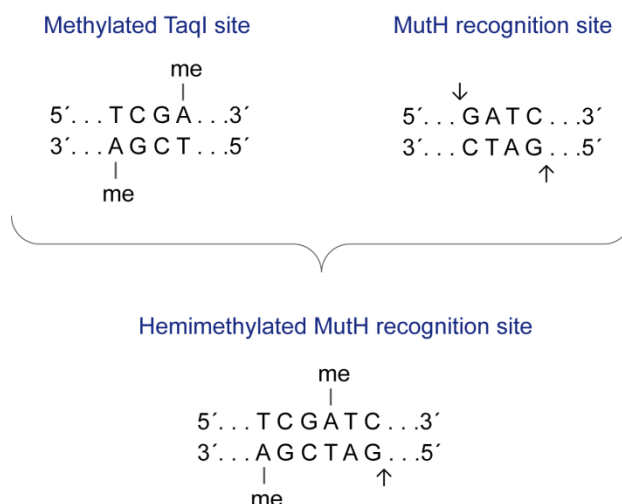 Methylated TaqI site
MutH recognition site
me
5´. . . T C G A . . . 3´
3´. . . A G C T . . . 5´
me
↓
5´. . . G A T C . . . 3´
3´. . . C T A G . . . 5´
↑
Hemimethylated MutH recognition site
me
5´. . . T C G A T C . . . 3´
3´. . . A G C T A G . . . 5´
me
↑